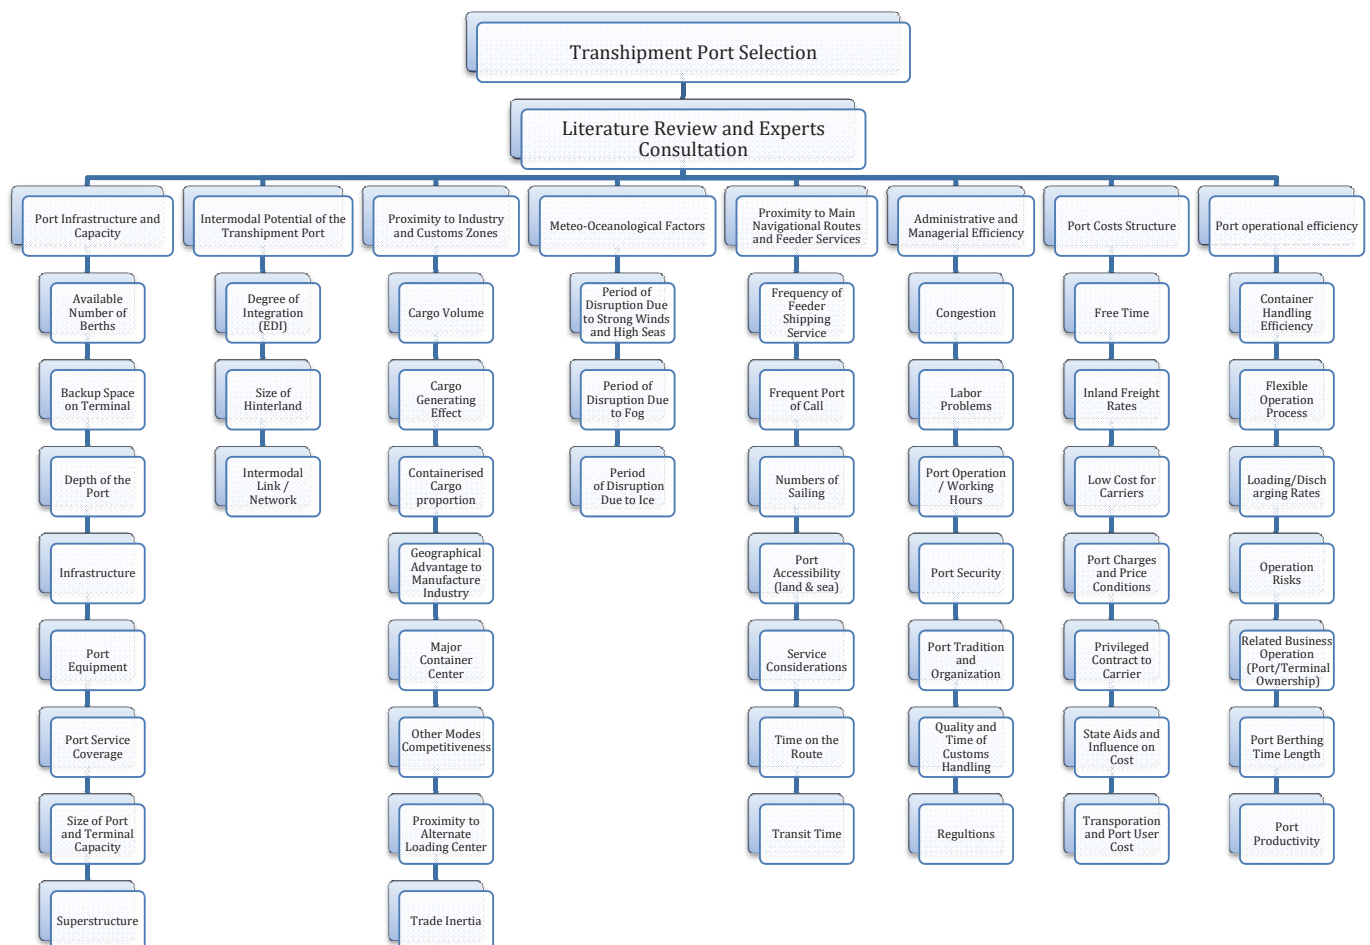 Transhipment Port Selection
Literature Review and Experts
Consultation
Port Infrastructure and
Capacity
Intermodal Potential of the
Transhipment Port
Proximity to Industry
and Customs Zones
Meteo-Oceanological Factors
Proximity to Main
Navigational Routes
and Feeder Services
Administrative and
Managerial Efficiency
Port Costs Structure
Port operational efficiency
Available
Number of
Berths
Backup Space
on Terminal
Depth of the
Port
Infrastructure
Port
Equipment
Port Service
Coverage
Size of Port
and Terminal
Capacity
Superstructure
Degree of
Integration
(EDI)
Size of
Hinterland
Intermodal
Link /
Network
Cargo Volume
Cargo
Generating
Effect
Containerised
Cargo
proportion
Geographical
Advantage to
Manufacture
Industry
Major
Container
Center
Other Modes
Competitiveness
Proximity to
Alternate
Loading Center
Trade Inertia
Period of
Disruption Due
to Strong Winds
and High Seas
Period of
Disruption Due
to Fog
Period
of Disruption
Due to Ice
Frequency of
Feeder
Shipping
Service
Frequent Port
of Call
Numbers of
Sailing
Port
Accessibility
(land & sea)
Service
Considerations
Time on the
Route
Transit Time
Congestion
Labor
Problems
Port Operation
/ Working
Hours
Port Security
Port Tradition
and
Organization
Quality and
Time of
Customs
Handling
Regultions
Free Time
Inland Freight
Rates
Low Cost for
Carriers
Port Charges
and Price
Conditions
Privileged
Contract to
Carrier
State Aids and
Influence on
Cost
Transporation
and Port User
Cost
Container
Handling
Efficiency
Flexible
Operation
Process
Loading/Disch
arging Rates
Operation
Risks
Related Business
Operation
(Port/Terminal
Ownership)
Port Berthing
Time Length
Port
Productivity